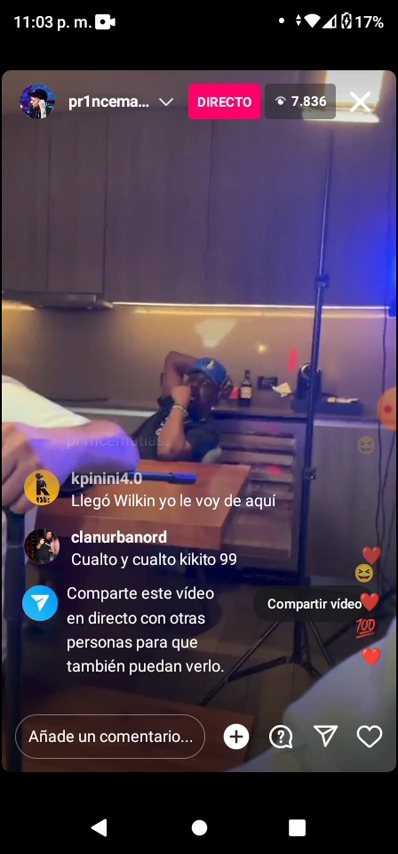 11:03 p. m.
17%
pr1ncema...
DIRECTO
7.836
pr1ncematias
kpinini4.0
Llegó Wilkin yo le voy de aquí
clanurbanord
Cualto y cualto kikito 99
Comparte este vídeo
en directo con otras
personas para que
también puedan verlo.
Compartir vídeo
💯
Añade un comentario...